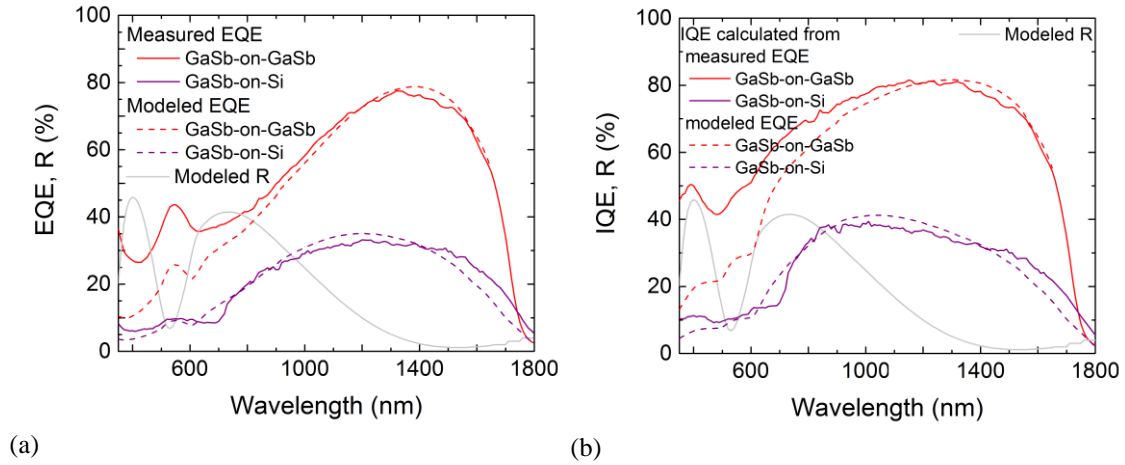 100
80
60
40
20
0
EQE, R (%)
Measured EQE
GaSb-on-GaSb
GaSb-on-Si
Modeled EQE
GaSb-on-GaSb
GaSb-on-Si
Modeled R
600
1000
1400
1800
Wavelength (nm)
(a)
100
80
60
40
20
0
IQE, R (%)
IQE calculated from
Modeled R
measured EQE
GaSb-on-GaSb
GaSb-on-Si
modeled EQE
GaSb-on-GaSb
GaSb-on-Si
600
1000
1400
1800
Wavelength (nm)
(b)